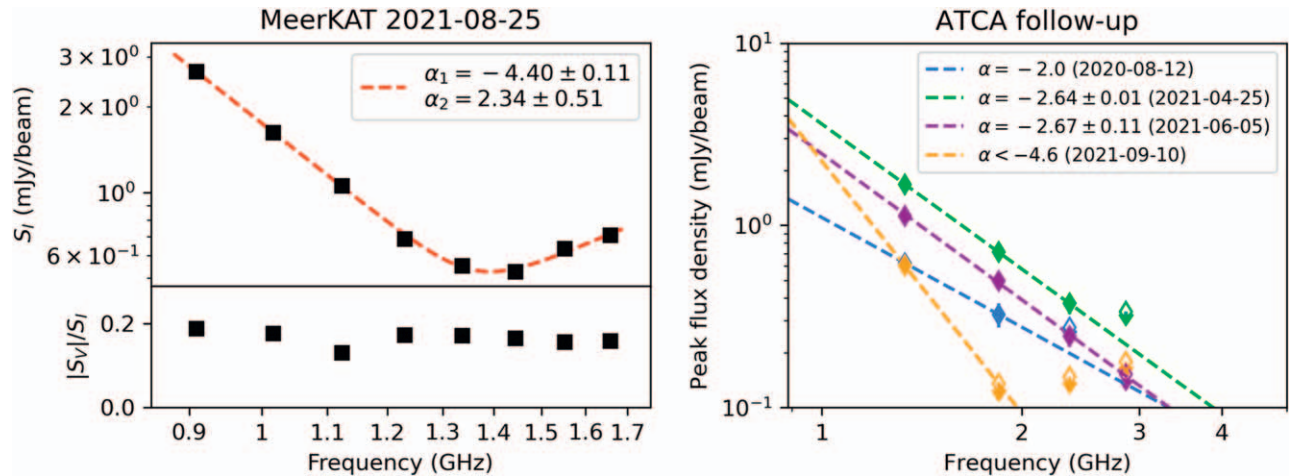 MeerKAT 2021-08-25
3 × 10⁰
2 × 10⁰
10⁰
6 × 10⁻¹
S_I (mJy/beam)
α₁ = −4.40 ± 0.11
α₂ = 2.34 ± 0.51
0.2
0.0
|S_V|/S_I
0.9 1 1.1 1.2 1.3 1.4 1.5 1.6 1.7
Frequency (GHz)
ATCA follow-up
10¹
10⁰
10⁻¹
Peak flux density (mJy/beam)
α = −2.0 (2020-08-12)
α = −2.64 ± 0.01 (2021-04-25)
α = −2.67 ± 0.11 (2021-06-05)
α < −4.6 (2021-09-10)
1 2 3 4
Frequency (GHz)